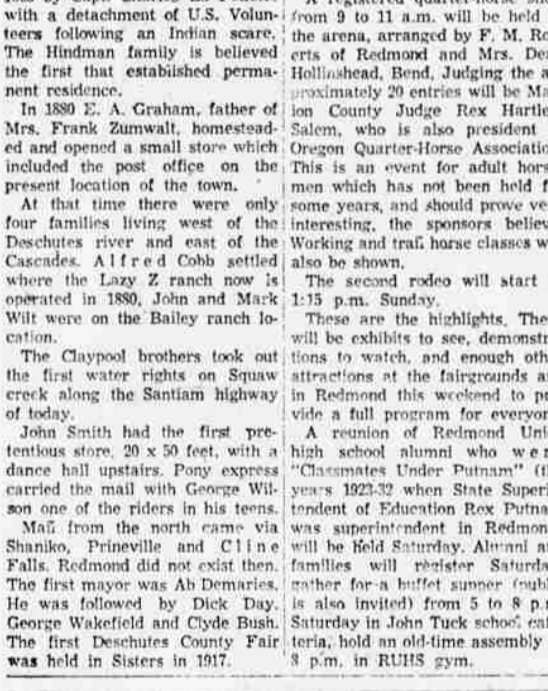 with a detachment of U.S. Volun-
teers following an Indian scare.
The Hindman family is believed
the first that established perma-
nent residence.
In 1880 E. A. Graham, father of
Mrs. Frank Zumwalt, homestead-
ed and opened a small store which
included the post office on the
present location of the town.
At that time there were only
four families living west of the
Deschutes river and east of the
Cascades. Alfred Cobb settled
where the Lazy Z ranch now is
operated in 1880, John and Mark
Wilt were on the Bailey ranch lo-
cation.
The Claypool brothers took out
the first water rights on Squaw
creek along the Santiam highway
of today.
John Smith had the first pre-
tentious store, 20 x 50 feet, with a
dance hall upstairs. Pony express
carried the mail with George Wil-
son one of the riders in his teens.
Mail from the north came via
Shaniko, Prineville and Cline
Falls. Redmond did not exist then.
The first mayor was Ab Demaries.
He was followed by Dick Day,
George Wakefield and Clyde Bush.
The first Deschutes County Fair
was held in Sisters in 1917.
from 9 to 11 a.m. will be held
the arena, arranged by F. M. Ro
erts of Redmond and Mrs. De
Hollinshead, Bend. Judging the a
proximately 20 entries will be Ma
ion County Judge Rex Hartle
Salem, who is also president
Oregon Quarter-Horse Associatio
This is an event for adult hors
men which has not been held f
some years, and should prove ve
interesting, the sponsors believ
Working and trail horse classes w
also be shown.
The second rodeo will start
1:15 p.m. Sunday.
These are the highlights. The
will be exhibits to see, demonstr
tions to watch, and enough oth
attractions at the fairgrounds a
in Redmond this weekend to pr
vide a full program for everyon
A reunion of Redmond Uni
high school alumni who wer
"Classmates Under Putnam" (t
years 1923-32 when State Superi
tendent of Education Rex Putna
was superintendent in Redmon
will be held Saturday. Alumni a
families will register Saturda
gather for a buffet supper (publ
is also invited) from 5 to 8 p.m
Saturday in John Tuck school caf
teria, hold an old-time assembly
8 p.m. in RUHS gym.